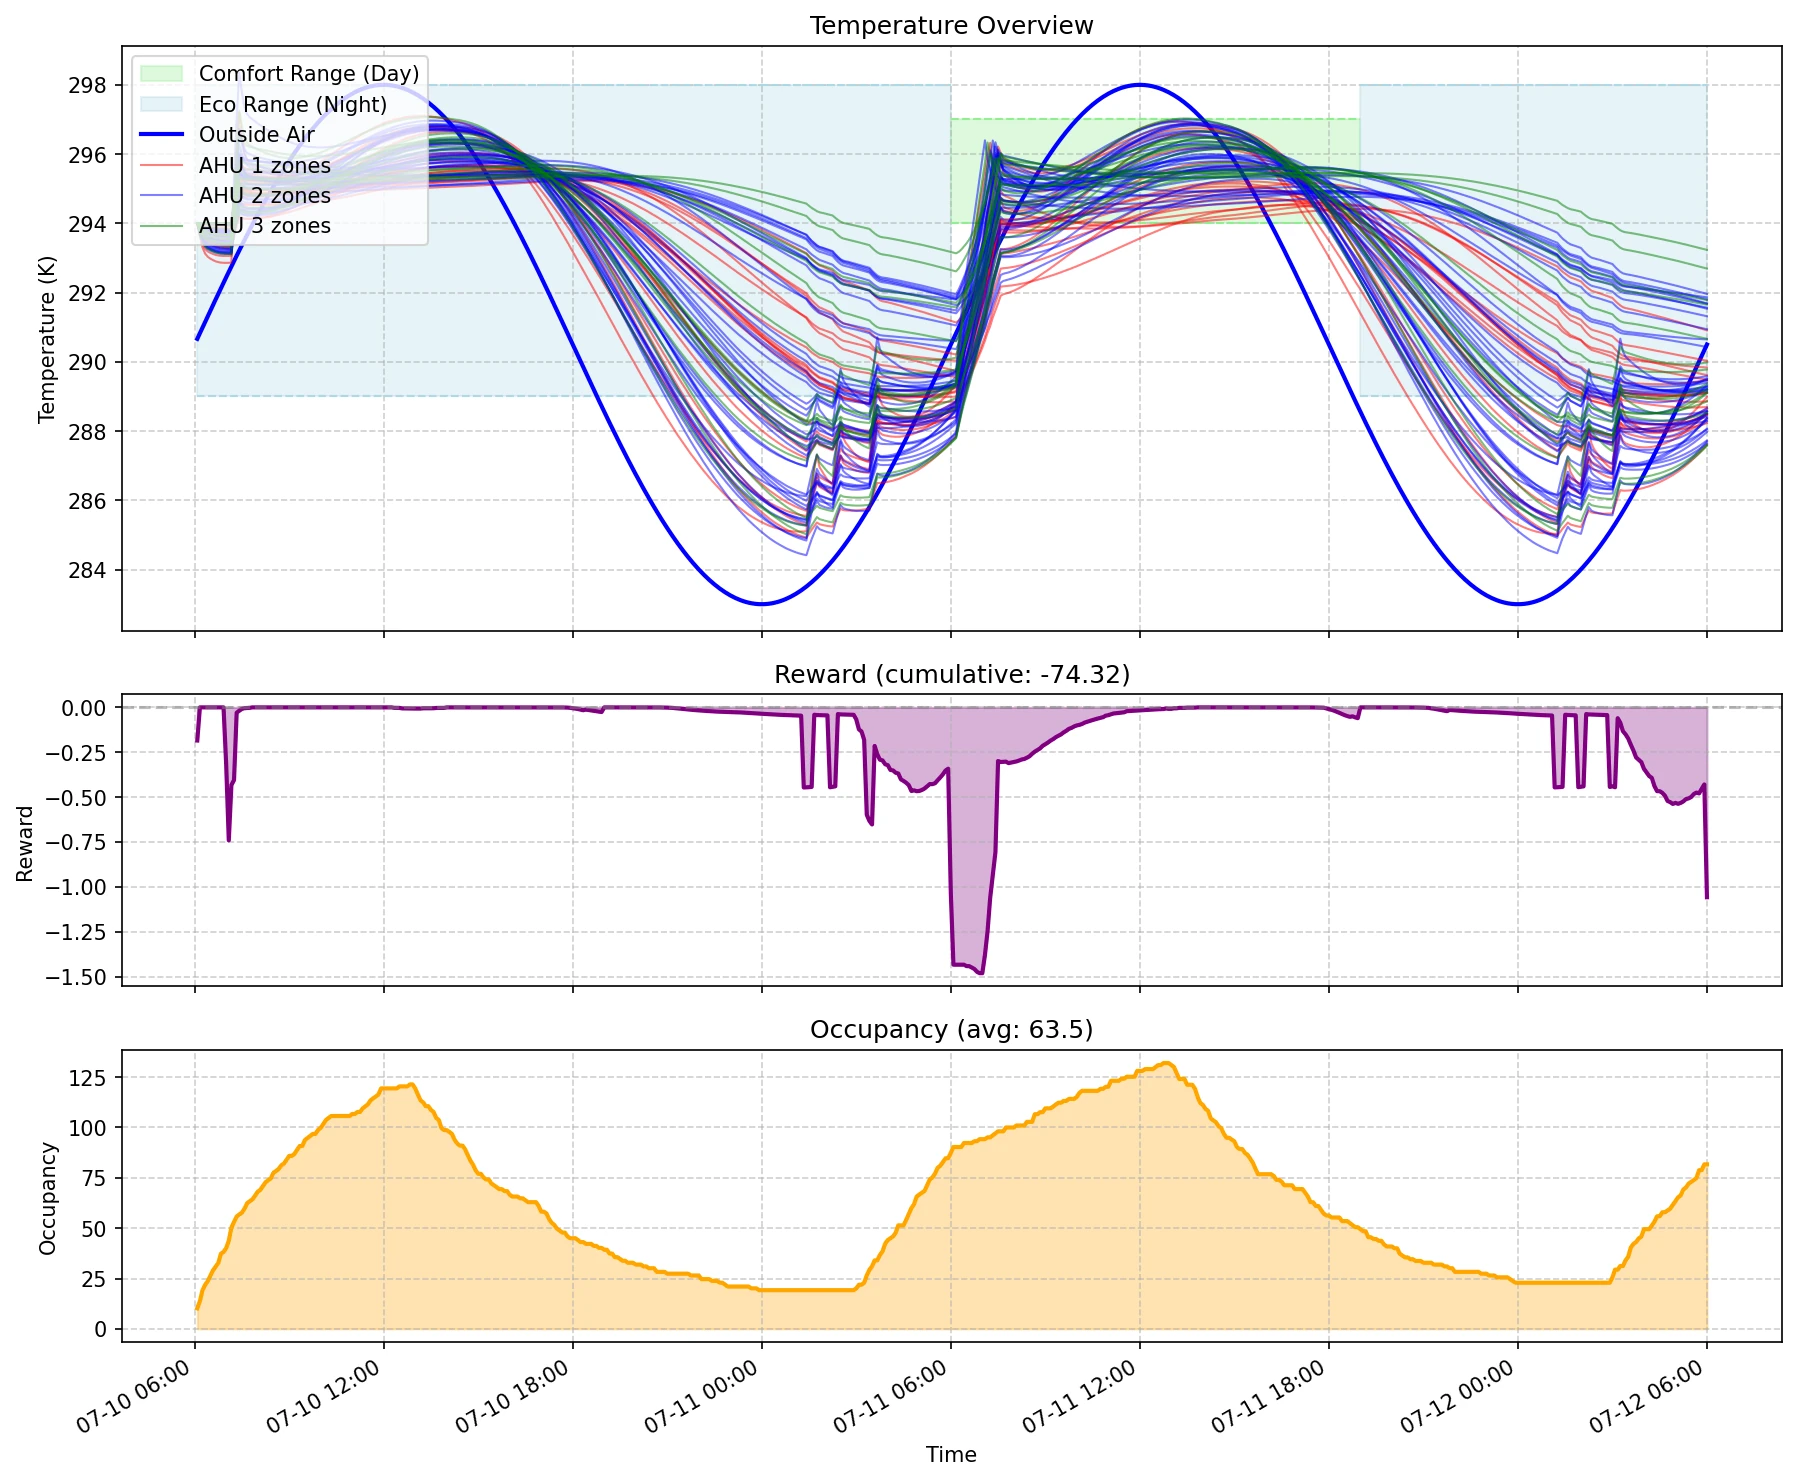 Temperature Overview
Temperature (K)
298
296
294
292
290
288
286
284
Comfort Range (Day)
Eco Range (Night)
Outside Air
AHU 1 zones
AHU 2 zones
AHU 3 zones
Reward (cumulative: -74.32)
Reward
0.00
−0.25
−0.50
−0.75
−1.00
−1.25
−1.50
Occupancy (avg: 63.5)
Occupancy
125
100
75
50
25
0
07-10 06:00
07-10 12:00
07-10 18:00
07-11 00:00
07-11 06:00
07-11 12:00
07-11 18:00
07-12 00:00
07-12 06:00
Time